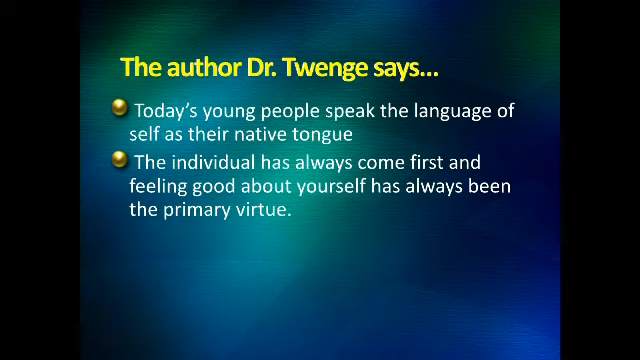 The author Dr. Twenge says...
Today's young people speak the language of
self as their native tongue
The individual has always come first and
feeling good about yourself has always been
the primary virtue.